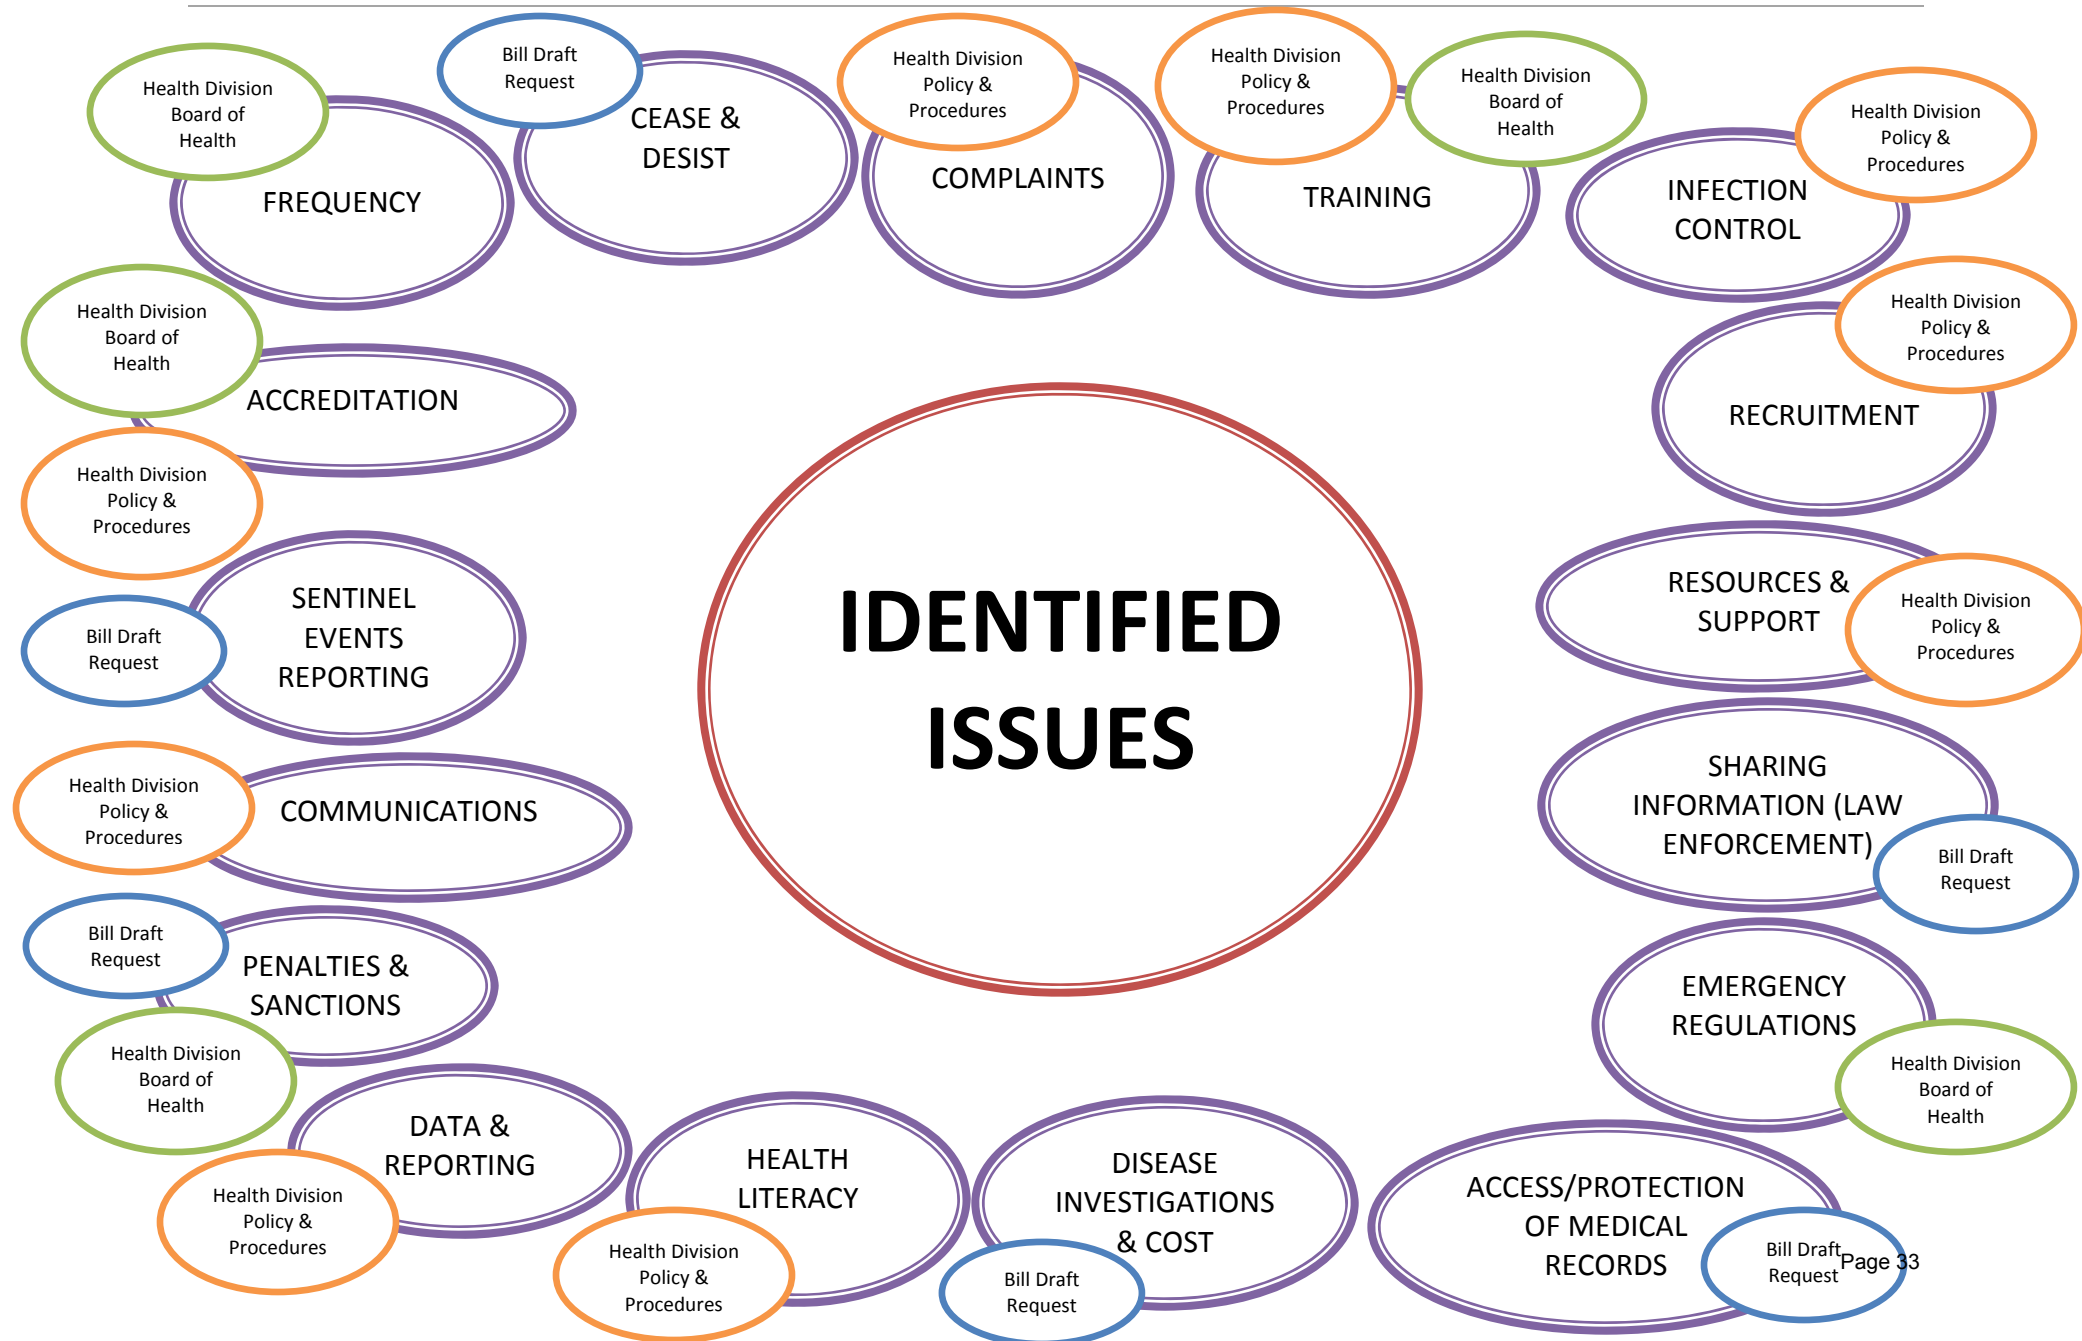 Bill Draft
Request
CEASE &
DESIST
Health Division
Policy &
Procedures
COMPLAINTS
Health Division
Policy &
Procedures
Health Division
Board of
Health
TRAINING
Health Division
Policy &
Procedures
INFECTION
CONTROL
Health Division
Board of
Health
FREQUENCY
Health Division
Policy &
Procedures
RECRUITMENT
Health Division
Board of
Health
ACCREDITATION
Health Division
Policy &
Procedures
IDENTIFIED
ISSUES
RESOURCES &
SUPPORT
Health Division
Policy &
Procedures
SENTINEL
EVENTS
REPORTING
Bill Draft
Request
SHARING
INFORMATION (LAW
ENFORCEMENT)
Bill Draft
Request
Health Division
Policy &
Procedures
COMMUNICATIONS
Bill Draft
Request
PENALTIES &
SANCTIONS
Health Division
Board of
Health
EMERGENCY
REGULATIONS
Health Division
Board of
Health
DATA &
REPORTING
Health Division
Policy &
Procedures
HEALTH
LITERACY
Health Division
Policy &
Procedures
DISEASE
INVESTIGATIONS
& COST
Bill Draft
Request
ACCESS/PROTECTION
OF MEDICAL
RECORDS
Bill Draft
Request
Page 33